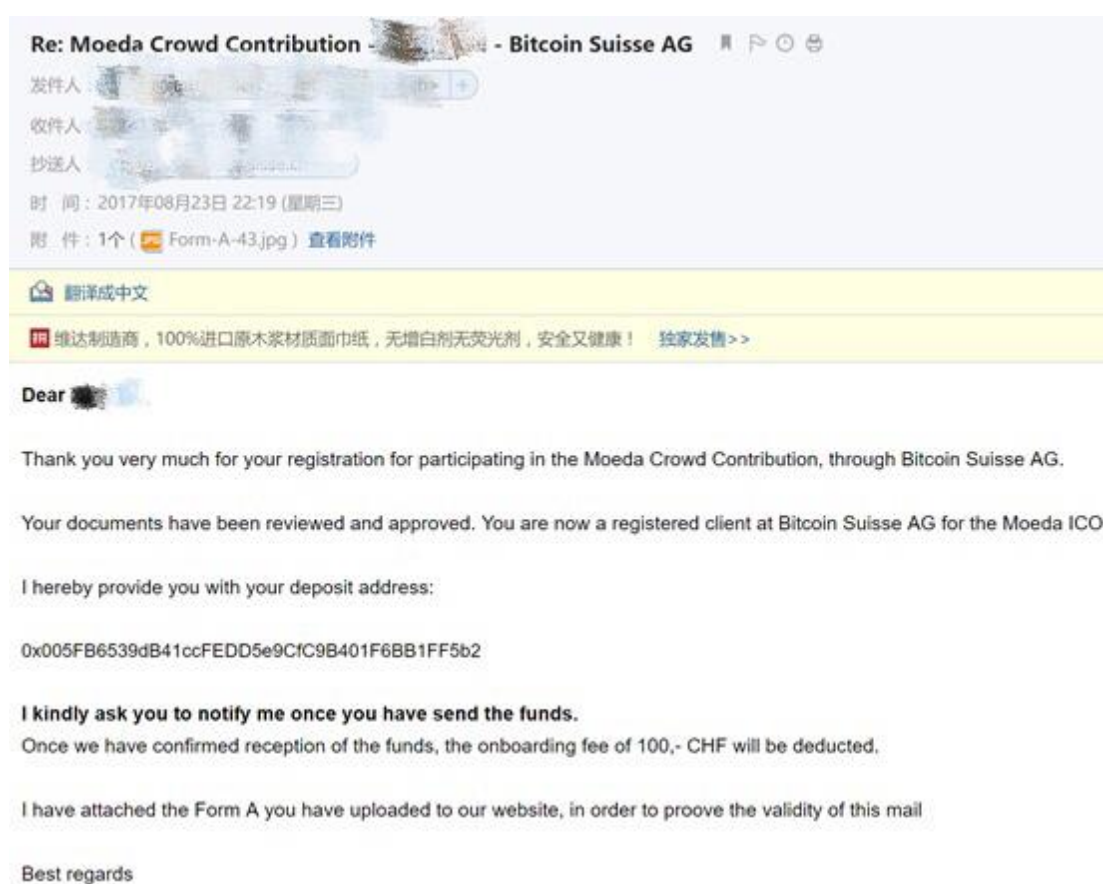 Re: Moeda Crowd Contribution - - Bitcoin Suisse AG
发件人
收件人
抄送人
时 间：2017年08月23日 22:19 (星期三)
附 件：1个 ( Form-A-43.jpg ) 查看附件
翻译成中文
维达制造商，100%进口原木浆材质面巾纸，无增白剂无荧光剂，安全又健康！ 独家发售>>
Dear
Thank you very much for your registration for participating in the Moeda Crowd Contribution, through Bitcoin Suisse AG.
Your documents have been reviewed and approved. You are now a registered client at Bitcoin Suisse AG for the Moeda ICO
I hereby provide you with your deposit address:
0x005FB6539dB41ccFEDD5e9CfC9B401F6BB1FF5b2
I kindly ask you to notify me once you have send the funds.
Once we have confirmed reception of the funds, the onboarding fee of 100,- CHF will be deducted.
I have attached the Form A you have uploaded to our website, in order to proove the validity of this mail
Best regards